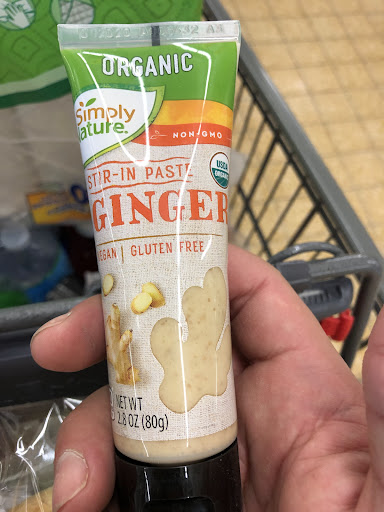 ORGANIC
Simply
Nature.
NON-GMO
USDA
ORGANIC
STIR-IN PASTE
GINGER
VEGAN | GLUTEN FREE
NET WT
2.8 OZ (80g)